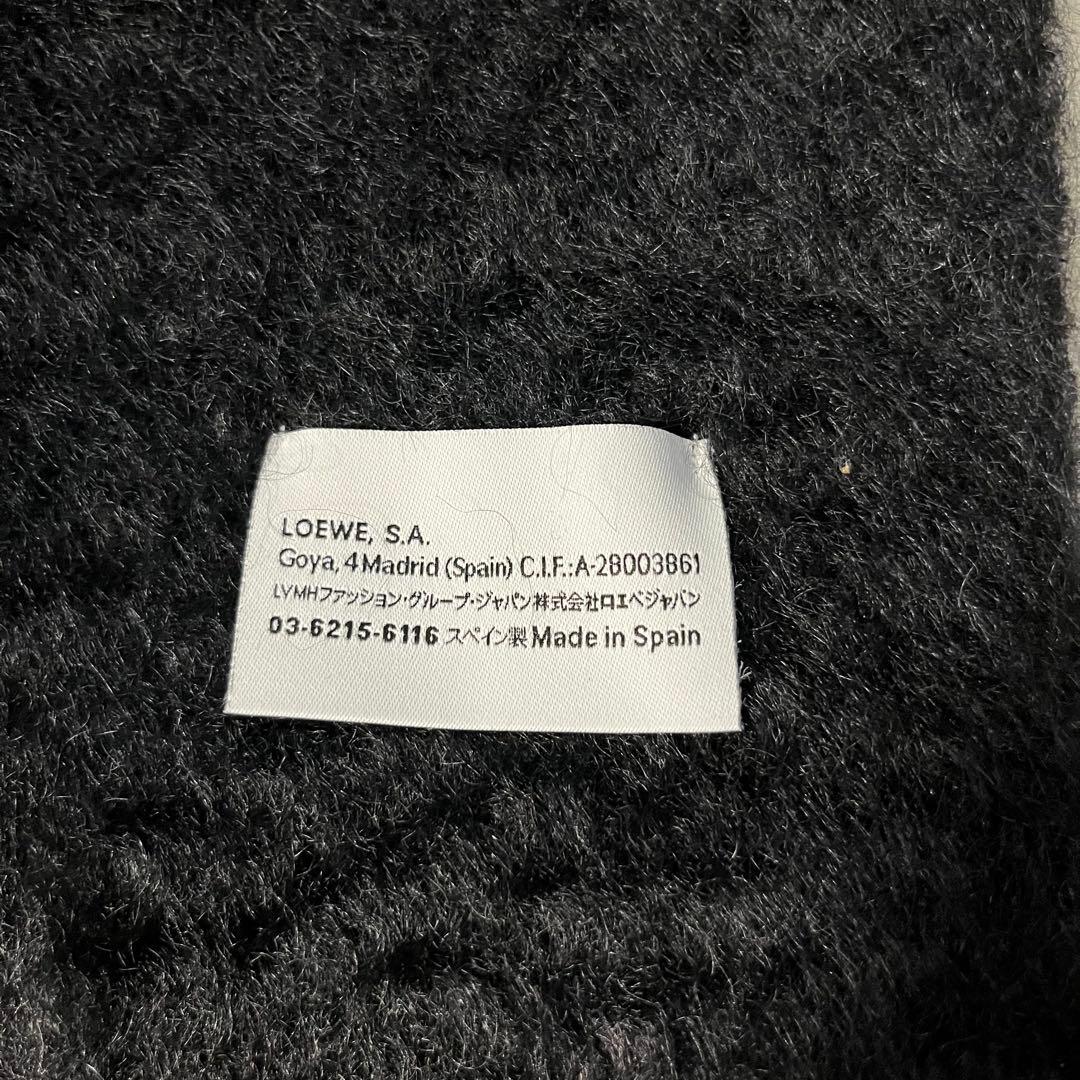 LOEWE, S.A.
Goya, 4 Madrid (Spain) C.I.F.:A-28003861
LVMHファッション・グループ・ジャパン株式会社ロエベジャパン
03-6215-6116 スペイン製 Made in Spain